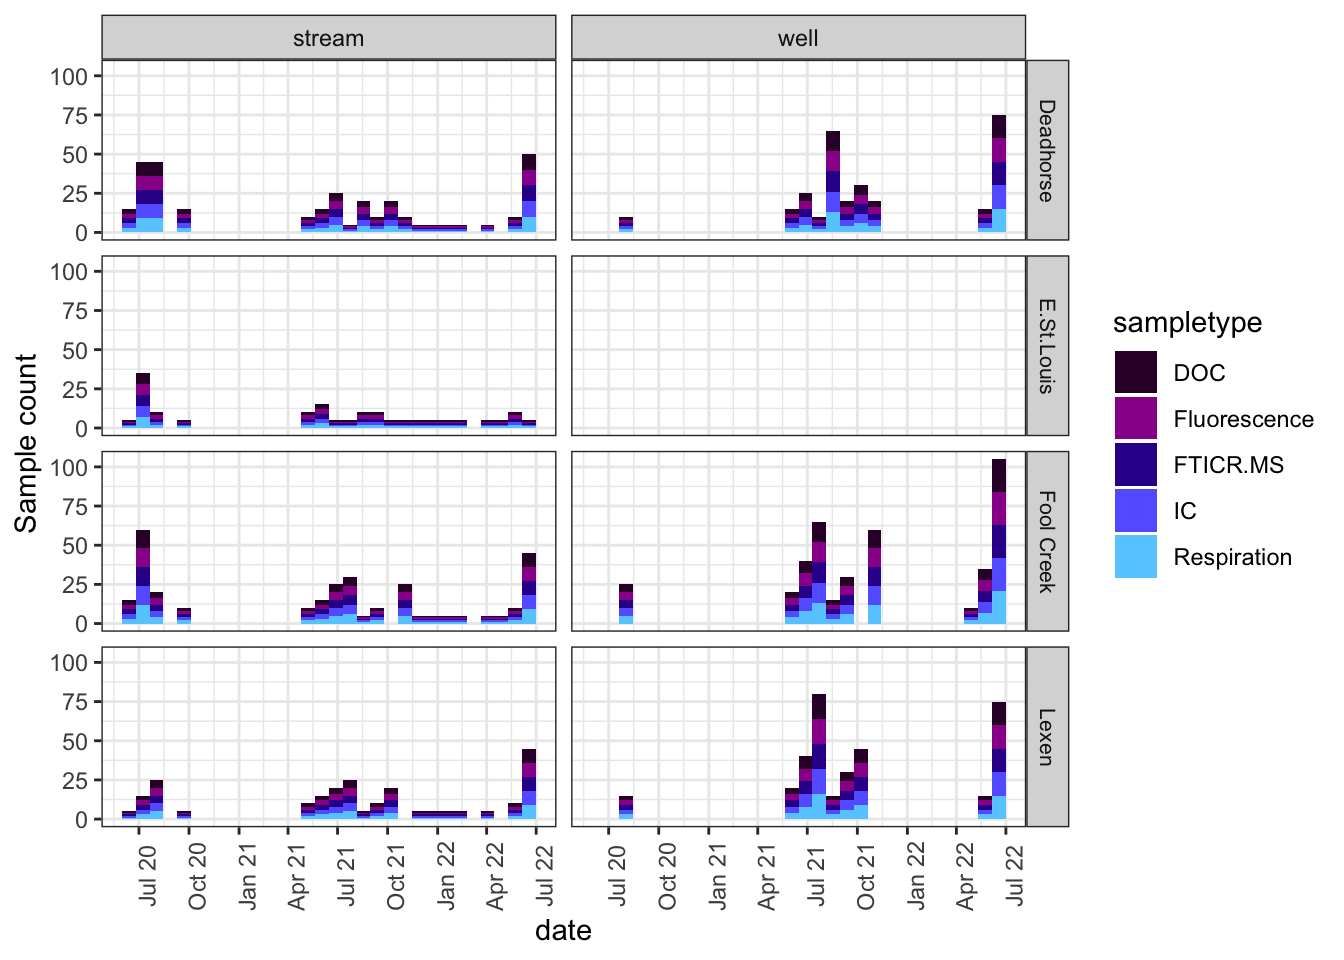 stream
well
100
75
50
25
0
Deadhorse
100
75
50
25
0
E.St.Louis
100
75
50
25
0
Fool Creek
100
75
50
25
0
Lexen
Sample count
Jul 20
Oct 20
Jan 21
Apr 21
Jul 21
Oct 21
Jan 22
Apr 22
Jul 22
Jul 20
Oct 20
Jan 21
Apr 21
Jul 21
Oct 21
Jan 22
Apr 22
Jul 22
date
sampletype
DOC
Fluorescence
FTICR.MS
IC
Respiration